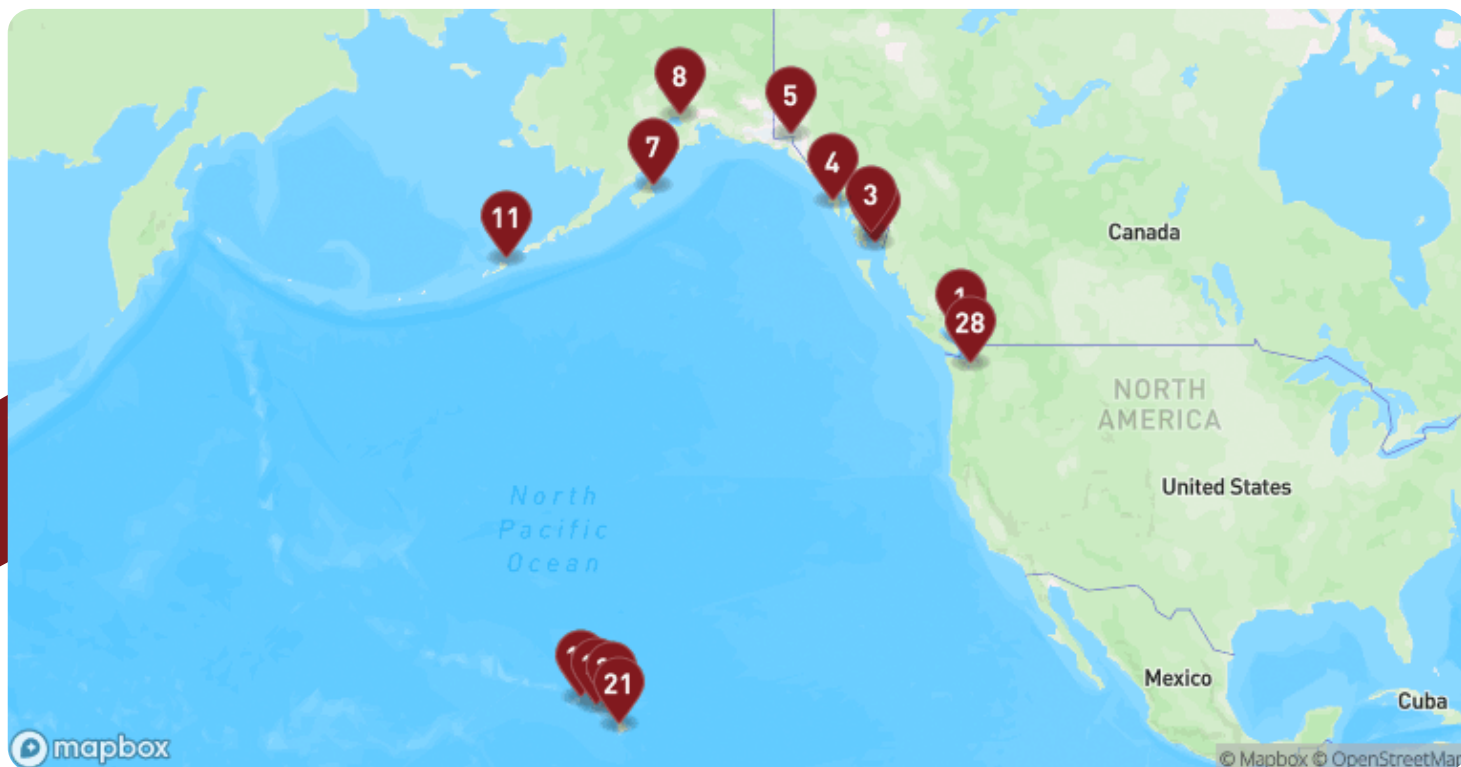 8
5
7
4
3
11
Canada
1
28
NORTH
AMERICA
United States
North
Pacific
Ocean
21
Mexico
Cuba
mapbox
© Mapbox © OpenStreetMap